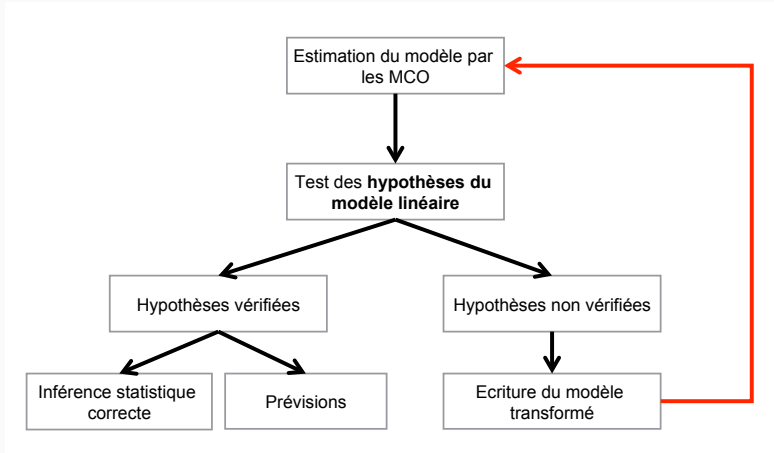 Estimation du modèle par
les MCO
Test des hypothèses du
modèle linéaire
Hypothèses vérifiées
Hypothèses non vérifiées
Inférence statistique
correcte
Prévisions
Ecriture du modèle
transformé